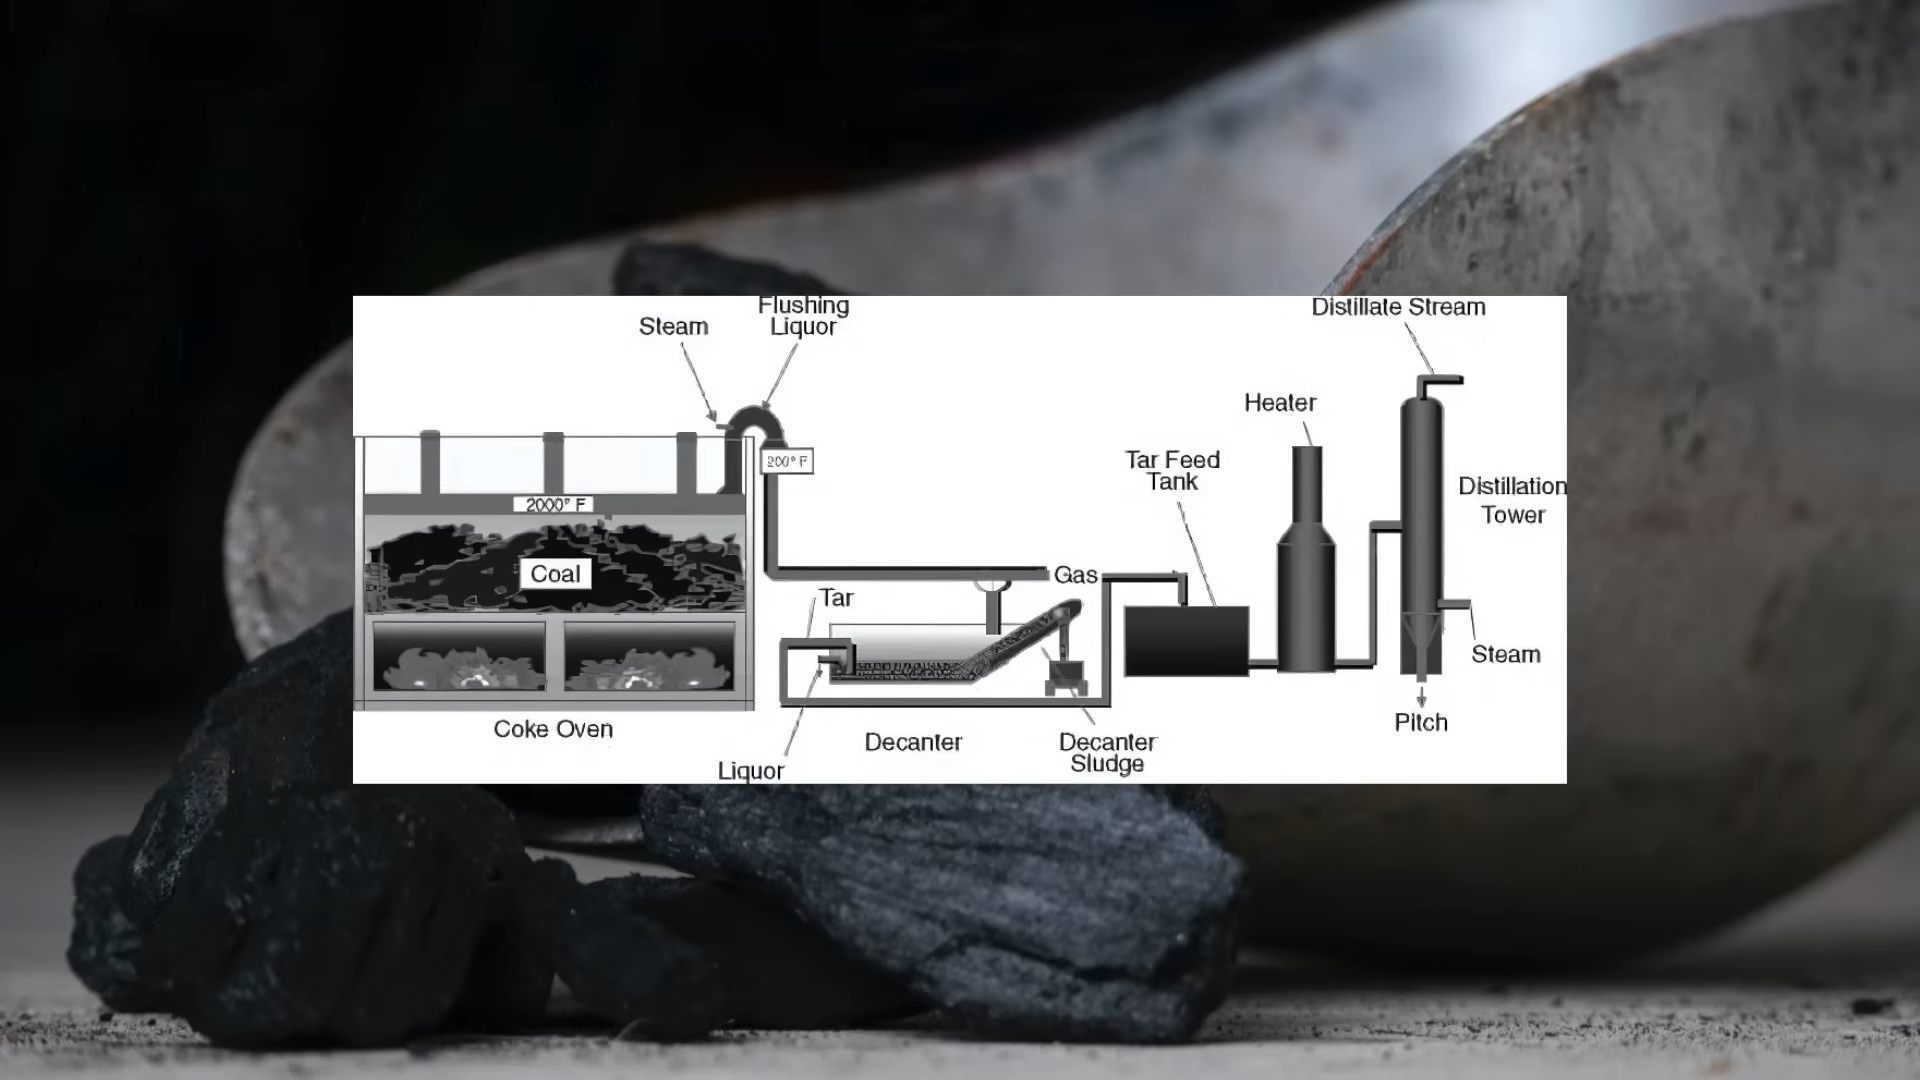 Flushing
Liquor
Steam
Distillate Stream
Heater
200° F
Tar Feed
Tank
Distillation
Tower
2000° F
Coal
Gas
Tar
Steam
Pitch
Coke Oven
Decanter
Decanter
Sludge
Liquor